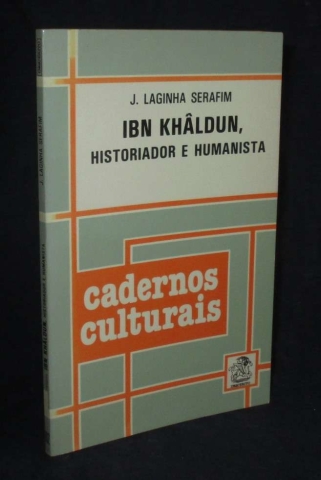 J. LAGINHA SERAFIM
IBN KHÂLDUN,
HISTORIADOR E HUMANISTA
cadernos
culturais